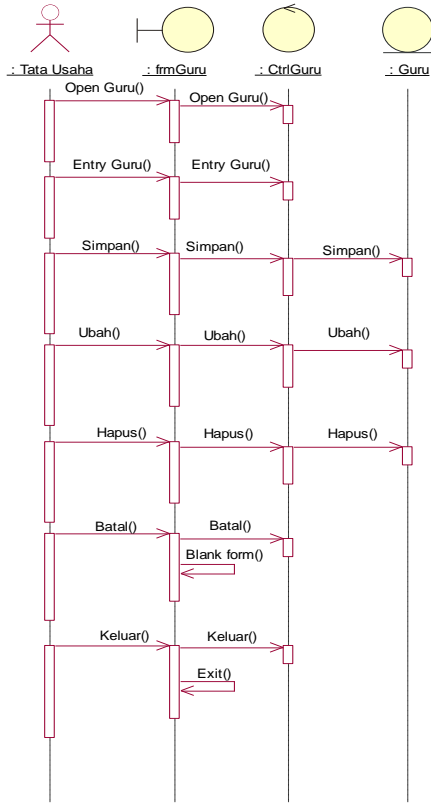 : Tata Usaha : frmGuru : CtrlGuru : Guru
Open Guru() Open Guru()
Entry Guru() Entry Guru()
Simpan() Simpan() Simpan()
Ubah() Ubah() Ubah()
Hapus() Hapus() Hapus()
Batal() Batal()
Blank form()
Keluar() Keluar()
Exit()